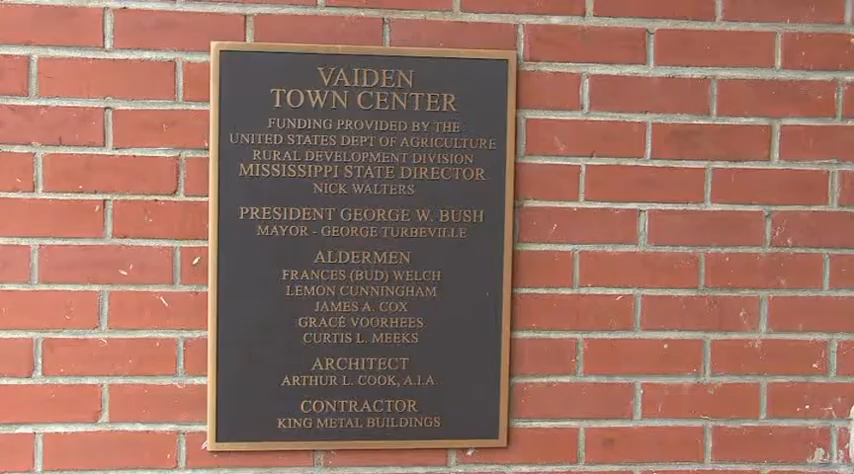 VAIDEN
TOWN CENTER
FUNDING PROVIDED BY THE
UNITED STATES DEPT OF AGRICULTURE
RURAL DEVELOPMENT DIVISION
MISSISSIPPI STATE DIRECTOR
NICK WALTERS
PRESIDENT GEORGE W. BUSH
MAYOR - GEORGE TURBEVILLE
ALDERMEN
FRANCES (BUD) WELCH
LEMON CUNNINGHAM
JAMES A. COX
GRACE VOORHEES
CURTIS L. MEEKS
ARCHITECT
ARTHUR L. COOK, A.I.A.
CONTRACTOR
KING METAL BUILDINGS